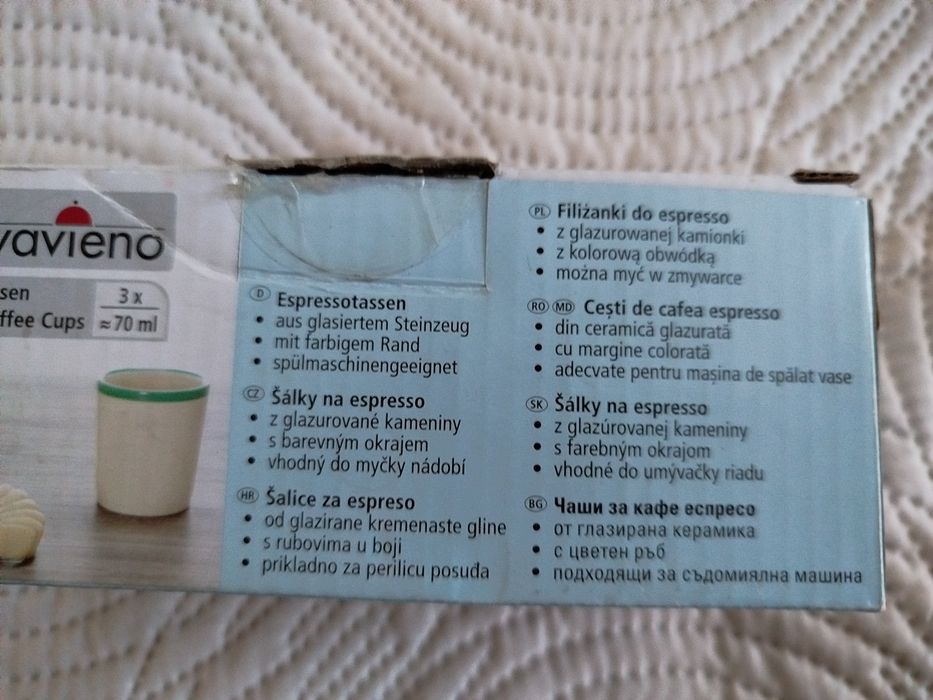 vavieno
sen
ffee Cups
3 x
≈70 ml
D Espressotassen
• aus glasiertem Steinzeug
• mit farbigem Rand
• spülmaschinengeeignet
CZ Šálky na espresso
• z glazurované kameniny
• s barevným okrajem
• vhodný do myčky nádobí
HR Šalice za espreso
• od glazirane kremenaste gline
• s rubovima u boji
• prikladno za perilicu posuđa
PL Filiżanki do espresso
• z glazurowanej kamionki
• z kolorową obwódką
• można myć w zmywarce
RO MD Cești de cafea espresso
• din ceramică glazurată
• cu margine colorată
• adecvate pentru mașina de spălat vase
SK Šálky na espresso
• z glazúrovanej kameniny
• s farebným okrajom
• vhodné do umývačky riadu
BG Чаши за кафе еспресо
• от глазирана керамика
• с цветен ръб
• подходящи за съдомиялна машина